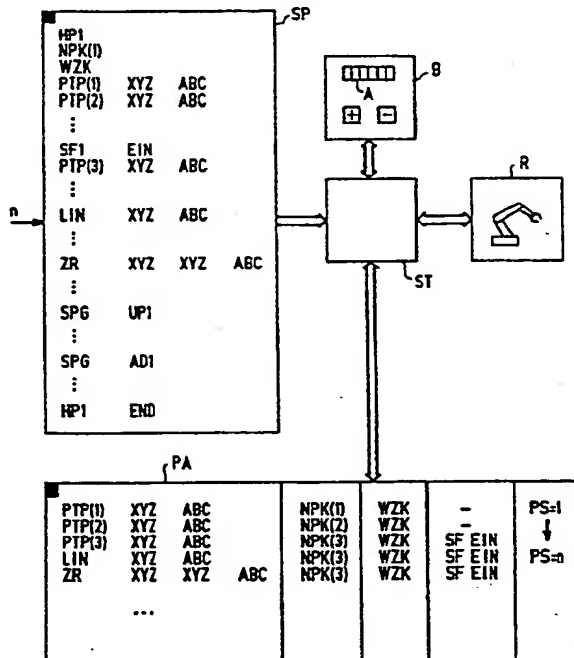 SP
HP1
NPK(1)
WZK
PTP(1) XYZ ABC
PTP(2) XYZ ABC
⋮
SF1 EIN
PTP(3) XYZ ABC
⋮
LIN XYZ ABC
⋮
ZR XYZ XYZ ABC
⋮
SPG UP1
⋮
SPG AD1
⋮
HP1 END
n
B
A
+ -
R
ST
PA
PTP(1) XYZ ABC NPK(1) WZK - PS=1
PTP(2) XYZ ABC NPK(2) WZK -
PTP(3) XYZ ABC NPK(3) WZK SF EIN
LIN XYZ ABC NPK(3) WZK SF EIN PS=n
ZR XYZ XYZ ABC NPK(3) WZK SF EIN
...